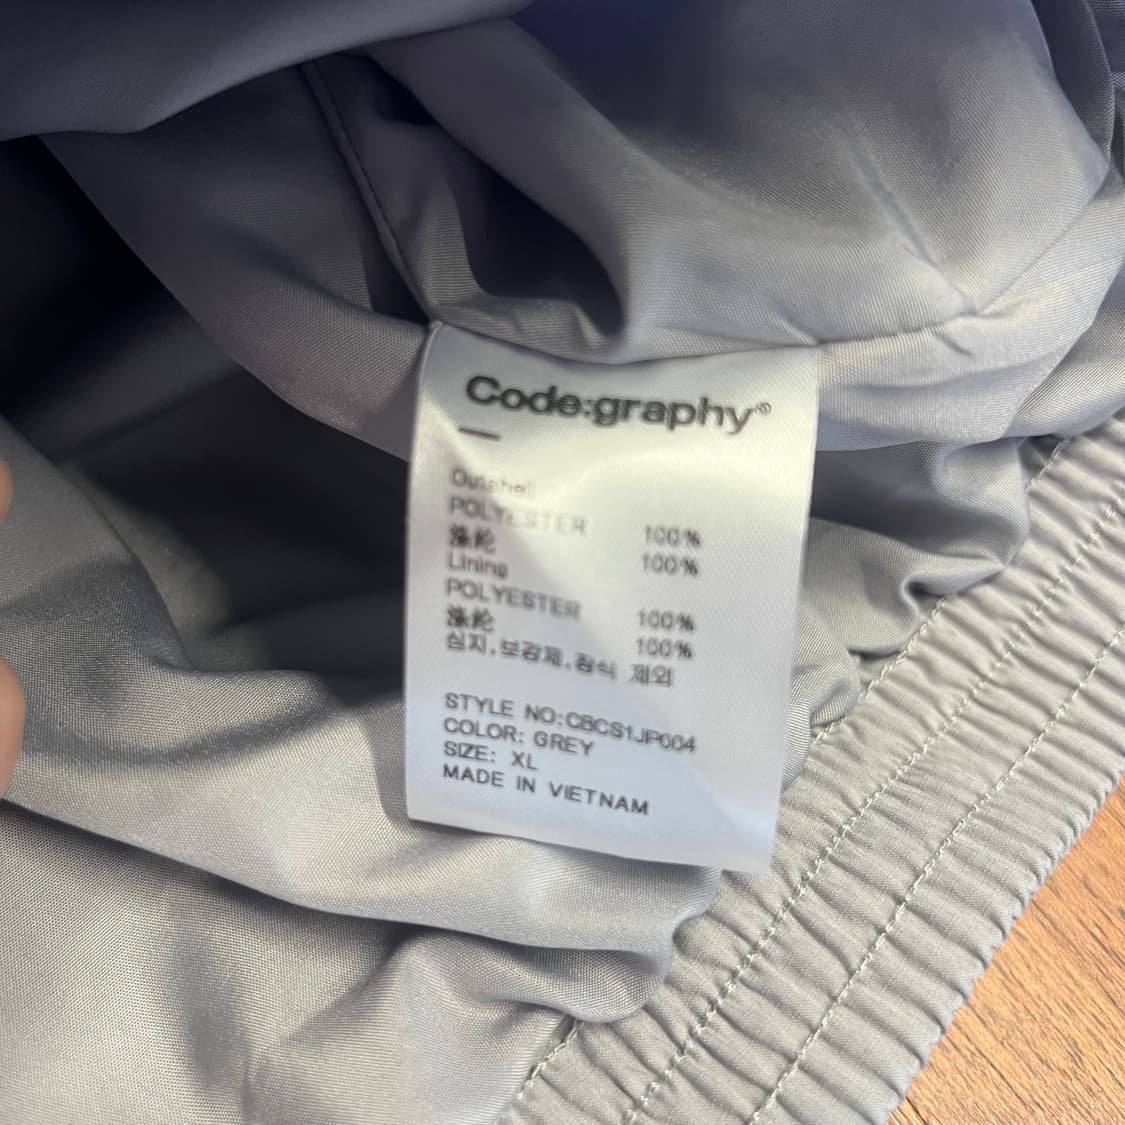 Code:graphy®
Outshell
POLYESTER 100%
涤纶 100%
Lining
POLYESTER 100%
涤纶 100%
심지,보강제,장식 제외
STYLE NO:CBCS1JP004
COLOR: GREY
SIZE: XL
MADE IN VIETNAM